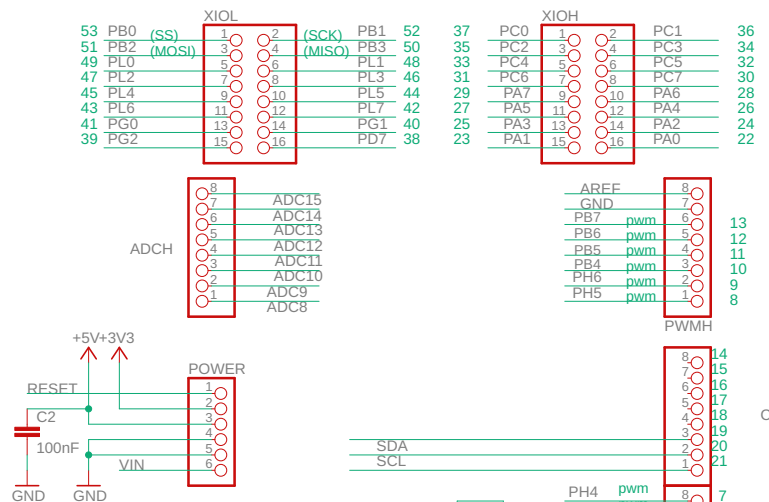 XIOL XIOH
53 PB0 (SS) 1 2 (SCK) PB1 52 37 PC0 1 2 PC1 36
51 PB2 (MOSI) 3 4 (MISO) PB3 50 35 PC2 3 4 PC3 34
49 PL0 5 6 PL1 48 33 PC4 5 6 PC5 32
47 PL2 7 8 PL3 46 31 PC6 7 8 PC7 30
45 PL4 9 10 PL5 44 29 PA7 9 10 PA6 28
43 PL6 11 12 PL7 42 27 PA5 11 12 PA4 26
41 PG0 13 14 PG1 40 25 PA3 13 14 PA2 24
39 PG2 15 16 PD7 38 23 PA1 15 16 PA0 22
8 ADC15 AREF 8
7 ADC14 GND 7
6 ADC13 PB7 pwm 6 13
5 ADC12 PB6 pwm 5 12
ADCH 4 ADC11 PB5 pwm 4 11
3 ADC10 PB4 pwm 3 10
2 ADC9 PH6 2 9
1 ADC8 PH5 pwm 1 8
PWMH
+5V +3V3
POWER
RESET 1
2
C2 3
4
100nF 5
VIN 6
GND GND
8 14
7 15
6 16
5 17
4 18
3 19
SDA 2 20
SCL 1 21
PH4 pwm 8 7